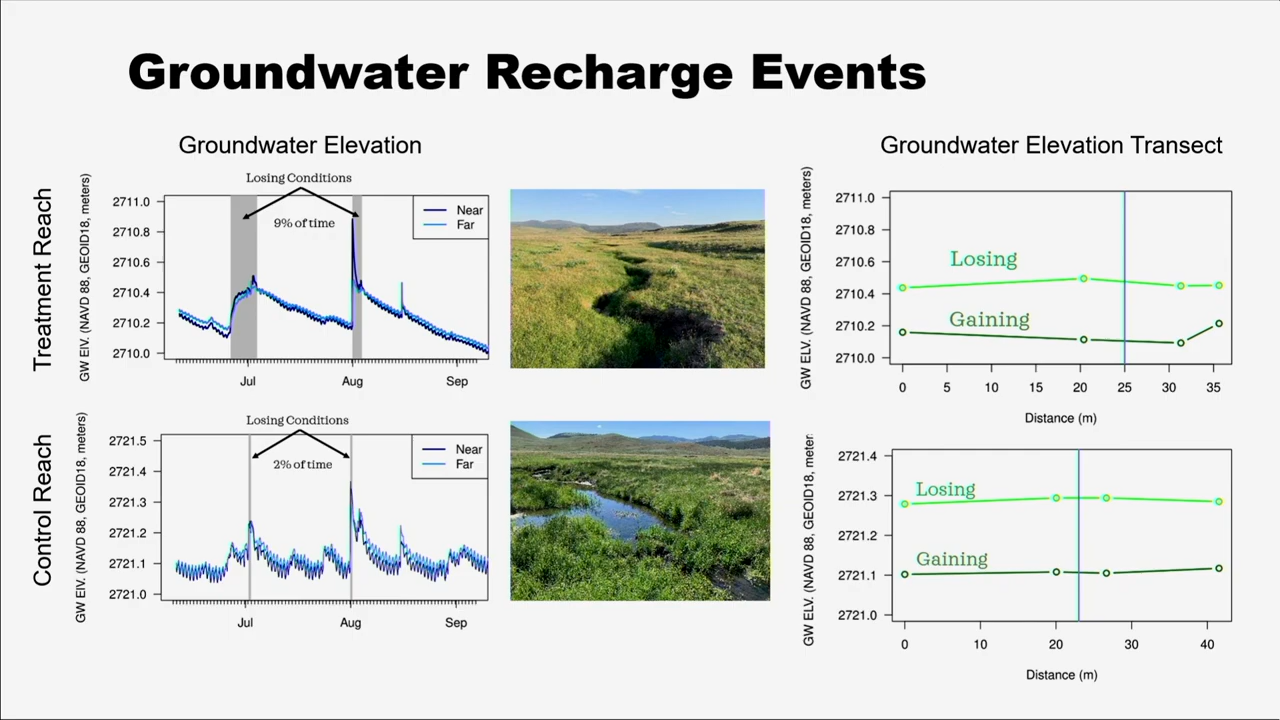 Groundwater Recharge Events
Groundwater Elevation
Groundwater Elevation Transect
Treatment Reach
GW ElV. (NAVD 88, GEOID18, meters)
Losing Conditions
9% of time
Near
Far
2711.0
2710.8
2710.6
2710.4
2710.2
2710.0
Jul
Aug
Sep
GW ELV. (NAVD 88, GEOID18, meters)
2711.0
2710.8
2710.6
2710.4
2710.2
2710.0
Losing
Gaining
0
5
10
15
20
25
30
35
Distance (m)
Control Reach
GW ElV. (NAVD 88, GEOID18, meters)
Losing Conditions
2% of time
Near
Far
2721.5
2721.4
2721.3
2721.2
2721.1
2721.0
Jul
Aug
Sep
GW ELV. (NAVD 88, GEOID18, meter
2721.4
2721.3
2721.2
2721.1
2721.0
Losing
Gaining
0
10
20
30
40
Distance (m)